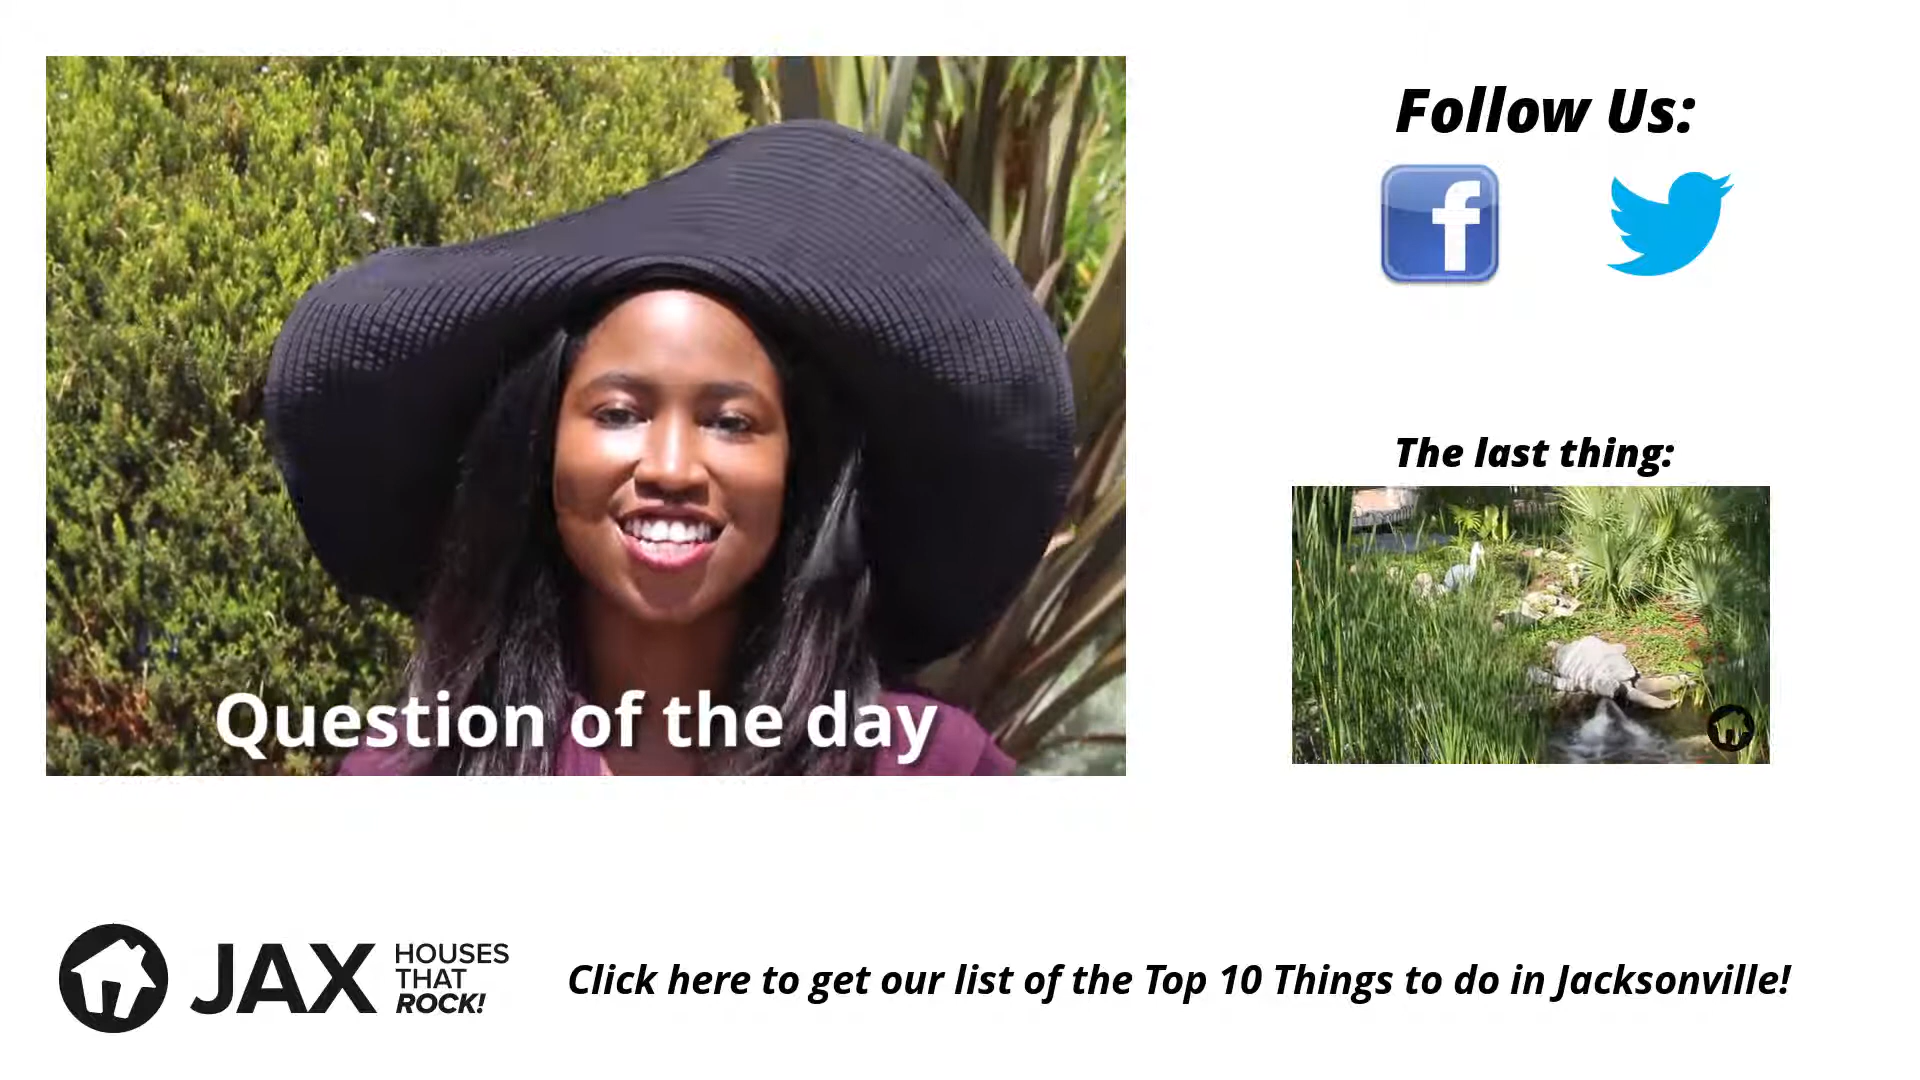 Follow Us:
The last thing:
Question of the day
JAX
HOUSES
THAT
ROCK!
Click here to get our list of the Top 10 Things to do in Jacksonville!